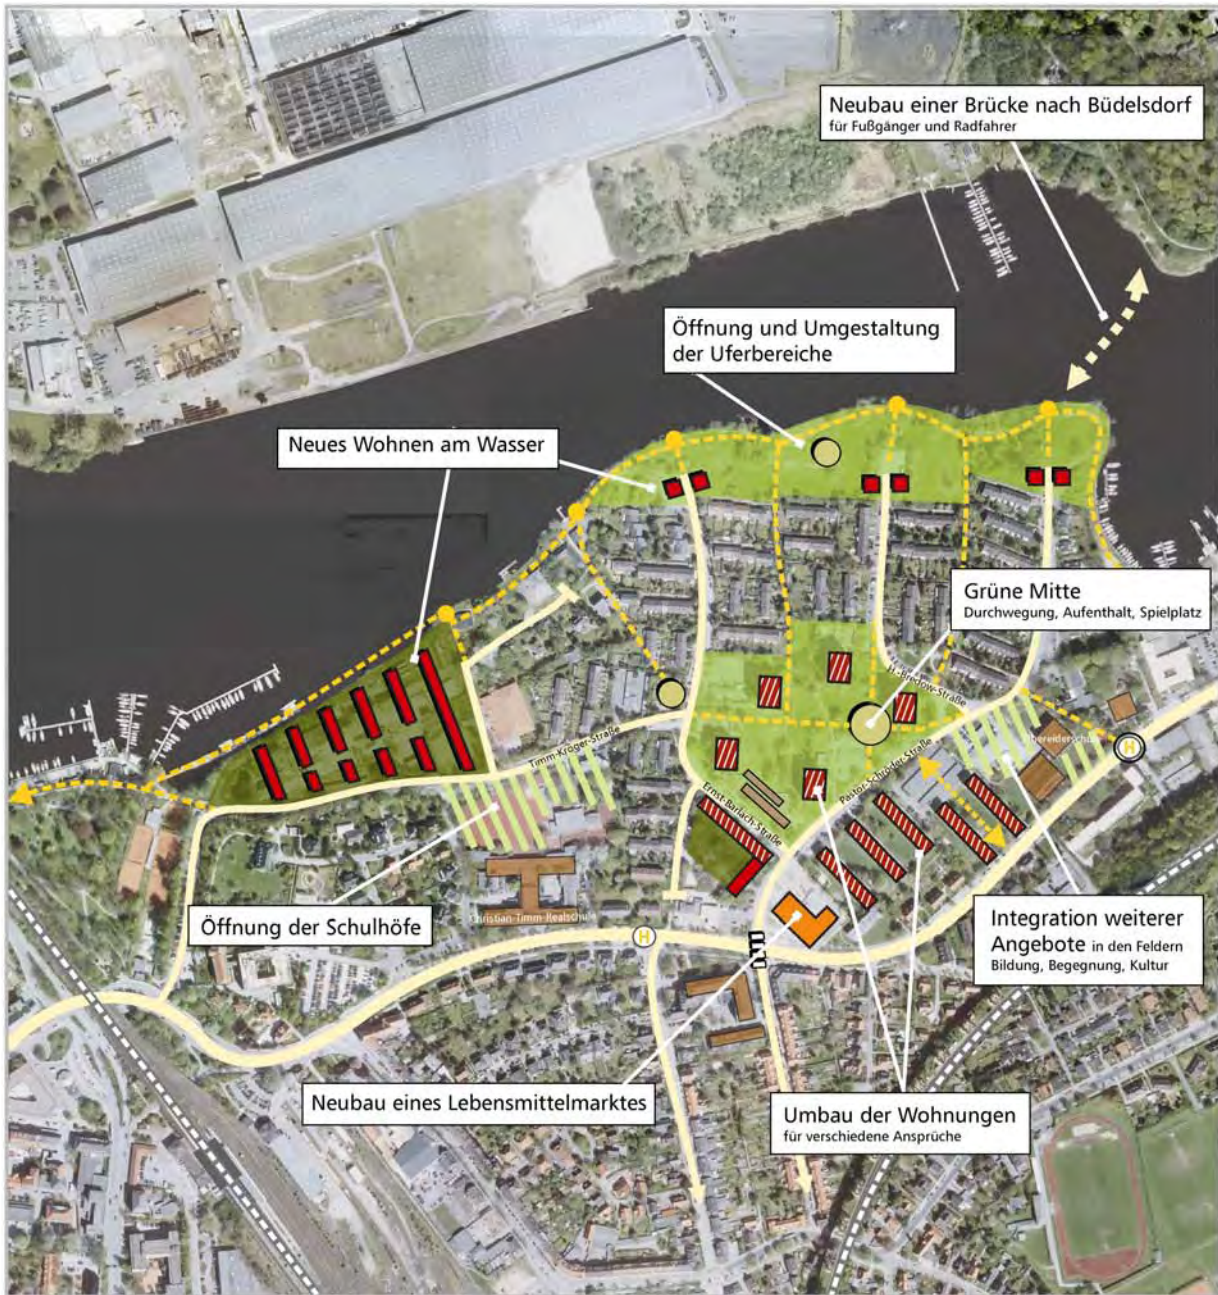 Neubau einer Brücke nach Büdelsdorf
für Fußgänger und Radfahrer
Öffnung und Umgestaltung
der Uferbereiche
Neues Wohnen am Wasser
Grüne Mitte
Durchwegung, Aufenthalt, Spielplatz
H.-Bredow-Straße
Timm-Kröger-Straße
Obereiderschule
H
Pastor-Schröder-Straße
Ernst-Barlach-Straße
Öffnung der Schulhöfe
Christian-Timm-Realschule
H
Integration weiterer
Angebote in den Feldern
Bildung, Begegnung, Kultur
Neubau eines Lebensmittelmarktes
Umbau der Wohnungen
für verschiedene Ansprüche